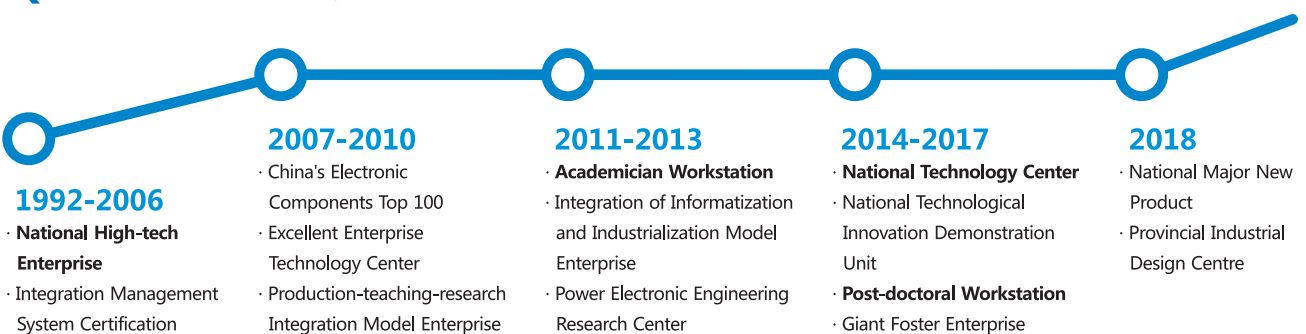 1992-2006
· National High-tech
Enterprise
· Integration Management
System Certification
2007-2010
· China's Electronic
Components Top 100
· Excellent Enterprise
Technology Center
· Production-teaching-research
Integration Model Enterprise
2011-2013
· Academician Workstation
· Integration of Informatization
and Industrialization Model
Enterprise
· Power Electronic Engineering
Research Center
2014-2017
· National Technology Center
· National Technological
Innovation Demonstration
Unit
· Post-doctoral Workstation
· Giant Foster Enterprise
2018
· National Major New
Product
· Provincial Industrial
Design Centre